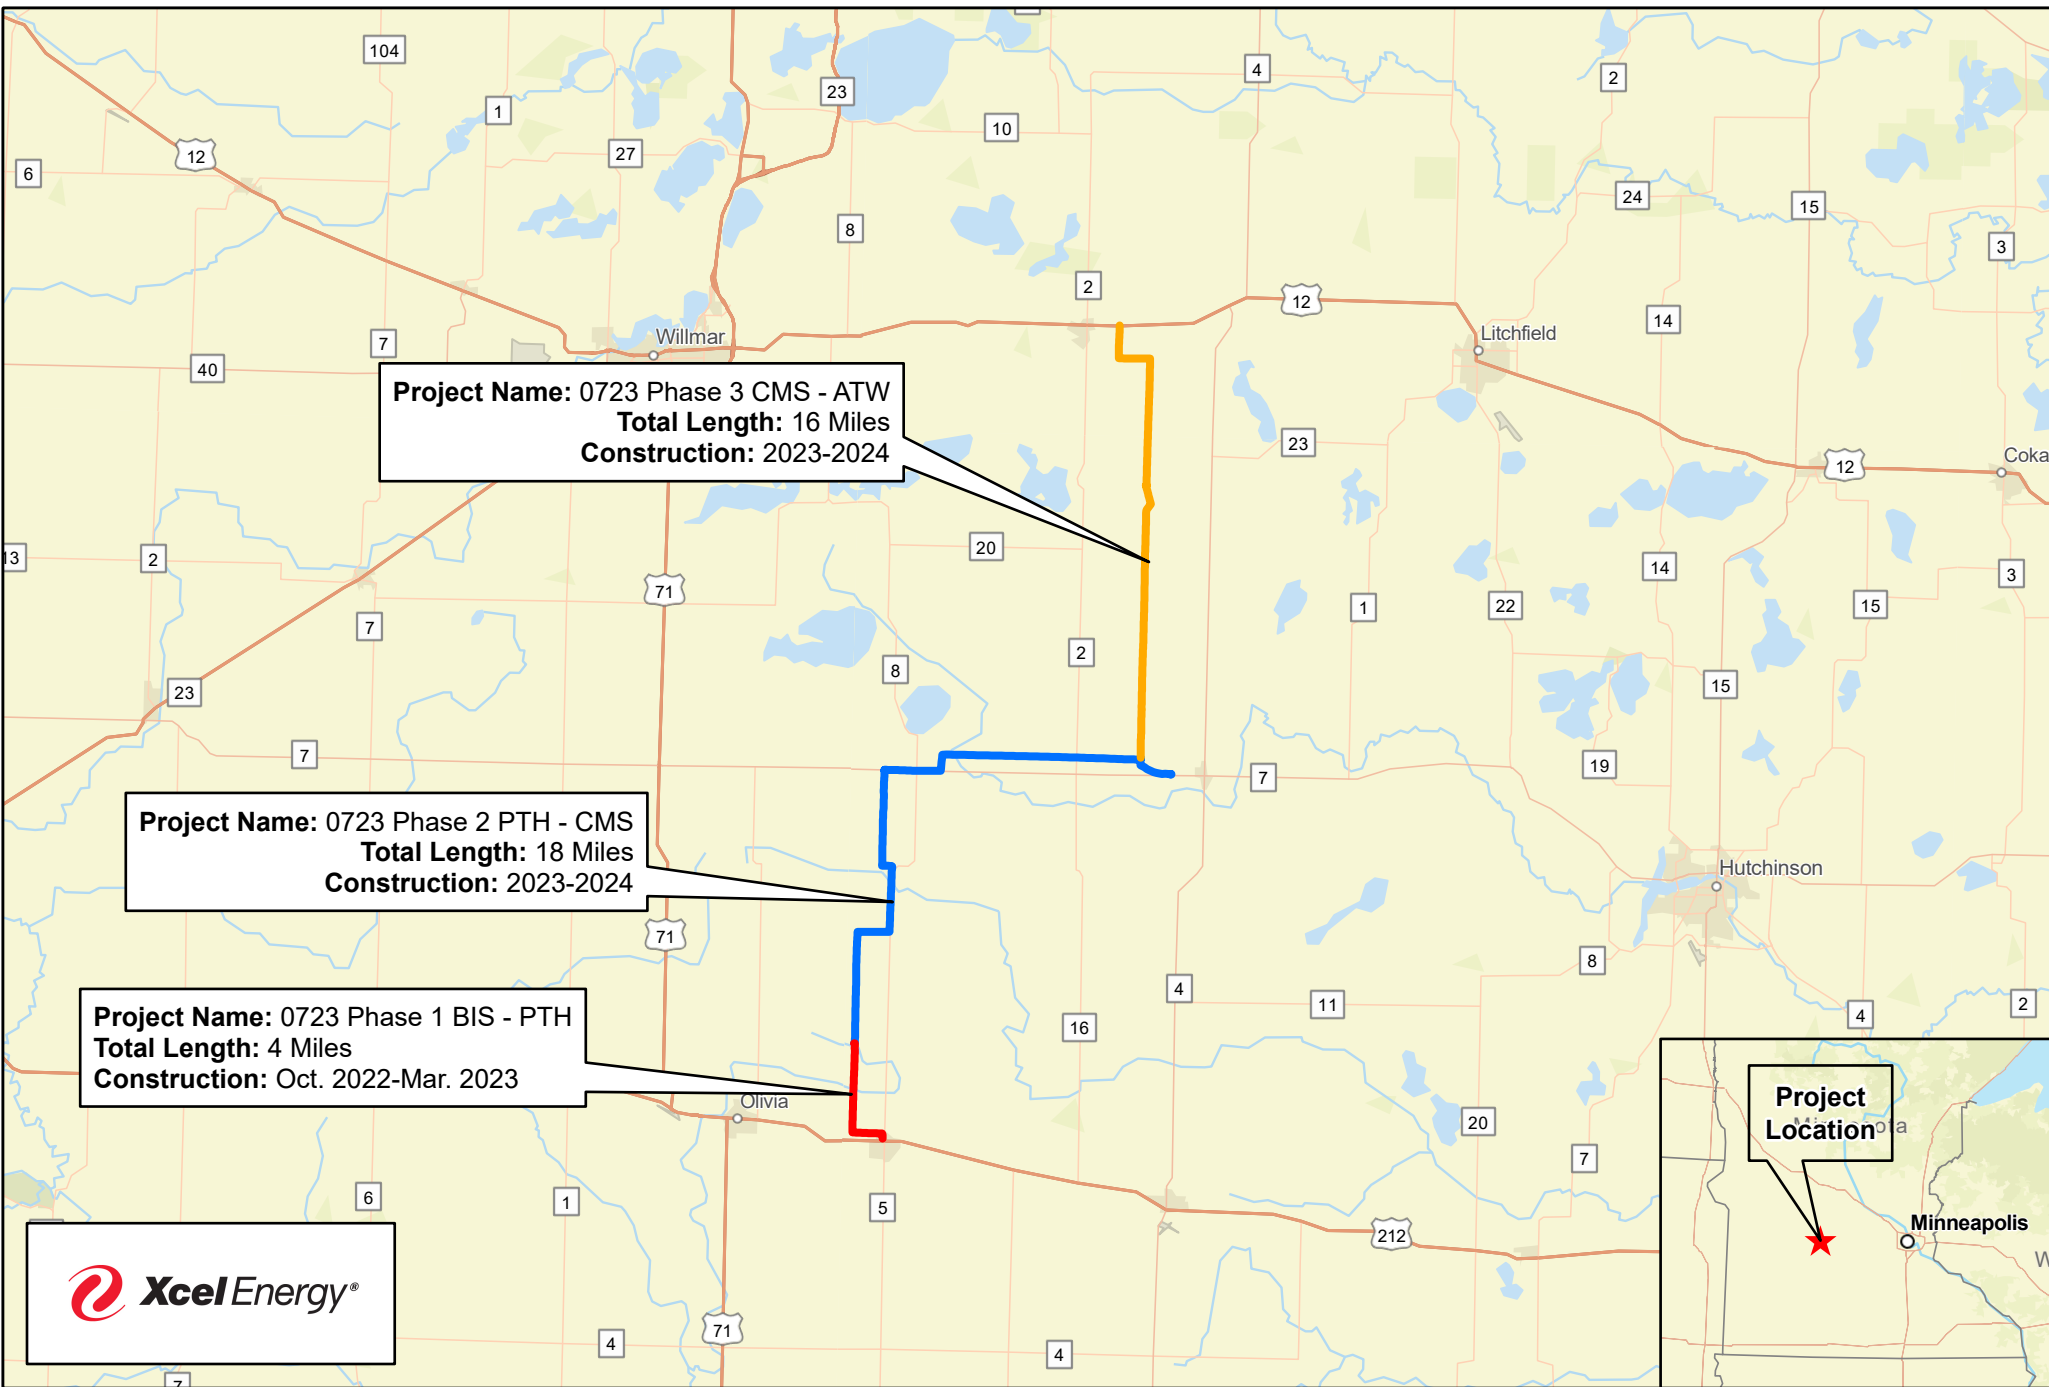 104
23
4
2
1
10
12
27
6
24
15
8
3
2
12
14
Willmar
Litchfield
7
40
Project Name: 0723 Phase 3 CMS - ATW
Total Length: 16 Miles
Construction: 2023-2024
23
12
Coka
20
13
2
14
3
71
22
15
1
7
2
8
15
23
7
19
7
Project Name: 0723 Phase 2 PTH - CMS
Total Length: 18 Miles
Construction: 2023-2024
Hutchinson
71
8
4
11
2
4
16
Project Name: 0723 Phase 1 BIS - PTH
Total Length: 4 Miles
Construction: Oct. 2022-Mar. 2023
Olivia
20
7
Project
Location
6
1
5
212
Minneapolis
W
Xcel Energy®
71
4
4
7